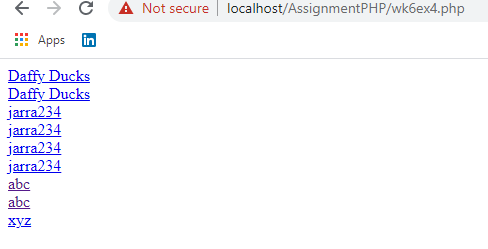 Not secure | localhost/AssignmentPHP/wk6ex4.php
Apps
Daffy Ducks
Daffy Ducks
jarra234
jarra234
jarra234
jarra234
abc
abc
xyz